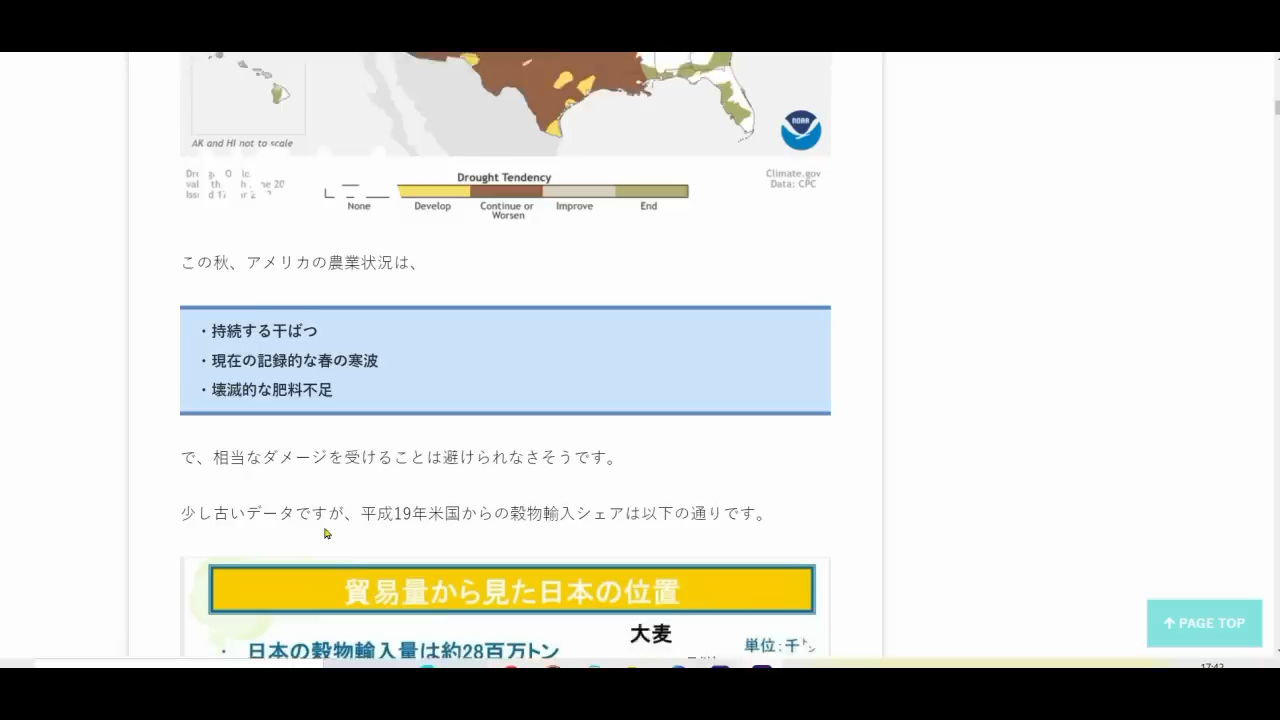 NOAA
AK and HI not to scale
Drought Tendency
Climate.gov
Data: CPC
None
Develop
Continue or
Worsen
Improve
End
この秋、アメリカの農業状況は、
・持続する干ばつ
・現在の記録的な春の寒波
・壊滅的な肥料不足
で、相当なダメージを受けることは避けられなさそうです。
少し古いデータですが、平成19年米国からの穀物輸入シェアは以下の通りです。
貿易量から見た日本の位置
大麦
・ 日本の穀物輸入量は約28百万トン
単位:千
PAGE TOP
17:42